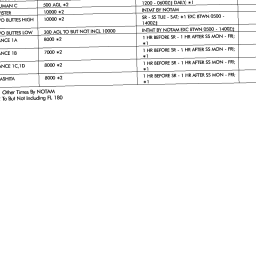 UMAN C 500 AGL *2 1200 - 0600‡; DAILY; *1
10000 *2 INTMT BY NOTAM
O BUTTES HIGH 10000 *2 SR - SS TUE - SAT; *1 EXC BTWN 0500 -
1400‡;
O BUTTES LOW 300 AGL TO BUT NOT INCL 10000 INTMT BY NOTAM EXC BTWN 0500 - 1400‡;
ANCE 1A 8000 *2 1 HR BEFORE SR - 1 HR AFTER SS MON - FRI;
*1
ANCE 1B 7000 *2 1 HR BEFORE SR - 1 HR AFTER SS MON - FRI;
*1
ANCE 1C,1D 8000 *2 1 HR BEFORE SR - 1 HR AFTER SS MON - FRI;
*1
ASHITA 8000 *2 1 HR BEFORE SR - 1 HR AFTER SS MON - FRI;
*1
Other Times By NOTAM
To But Not Including FL 180